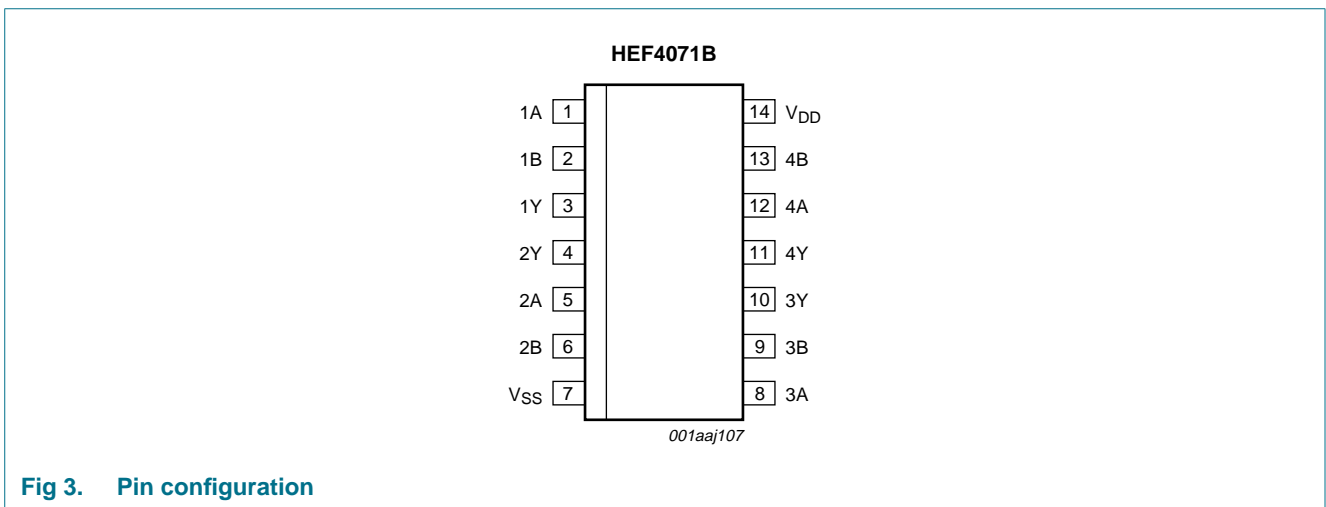 HEF4071B
1A 1 14 VDD
1B 2 13 4B
1Y 3 12 4A
2Y 4 11 4Y
2A 5 10 3Y
2B 6 9 3B
VSS 7 8 3A
001aaj107
Fig 3. Pin configuration